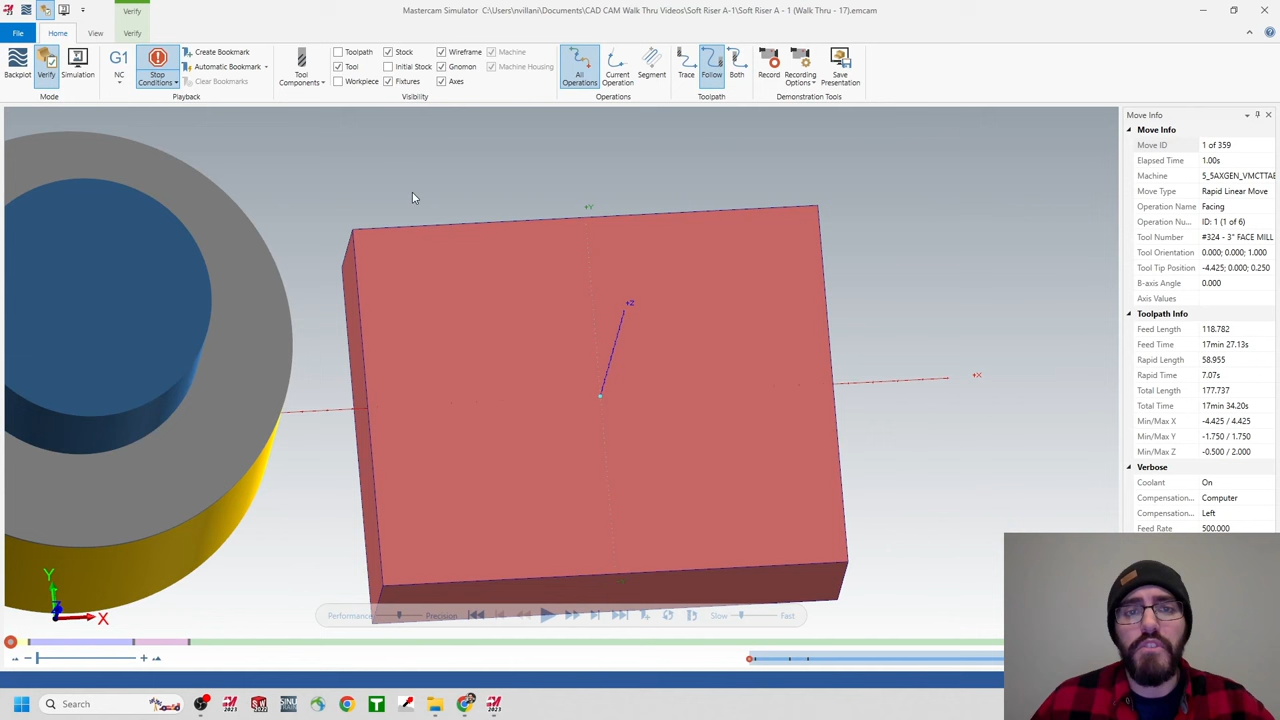 Mastercam Simulator C:\Users\nvillani\Documents\CAD CAM Walk Thru Videos\Soft Riser A-1\Soft Riser A - 1 (Walk Thru - 17).emcam
Verify
File Home View Verify
Backplot
Verify
Simulation
Mode
G1
NC
Stop
Conditions
Create Bookmark
Automatic Bookmark
Clear Bookmarks
Playback
Tool
Components
Toolpath
Tool
Workpiece
Stock
Initial Stock
Fixtures
Wireframe
Gnomon
Axes
Machine
Machine Housing
Visibility
All
Operations
Current
Operation
Segment
Operations
Trace
Follow
Both
Toolpath
Record
Recording
Options
Save
Presentation
Demonstration Tools
+Y
+Z
+X
Y
X
Performance Precision
Slow Fast
Move Info
Move Info
Move ID 1 of 359
Elapsed Time 1.00s
Machine 5_5AXGEN_VMCTTAB
Move Type Rapid Linear Move
Operation Name Facing
Operation Nu... ID: 1 (1 of 6)
Tool Number #324 - 3" FACE MILL
Tool Orientation 0.000; 0.000; 1.000
Tool Tip Position -4.425; 0.000; 0.250
B-axis Angle 0.000
Axis Values
Toolpath Info
Feed Length 118.782
Feed Time 17min 27.13s
Rapid Length 58.955
Rapid Time 7.07s
Total Length 177.737
Total Time 17min 34.20s
Min/Max X -4.425 / 4.425
Min/Max Y -1.750 / 1.750
Min/Max Z -0.500 / 2.000
Verbose
Coolant On
Compensation... Computer
Compensation... Left
Feed Rate 500.000
Search